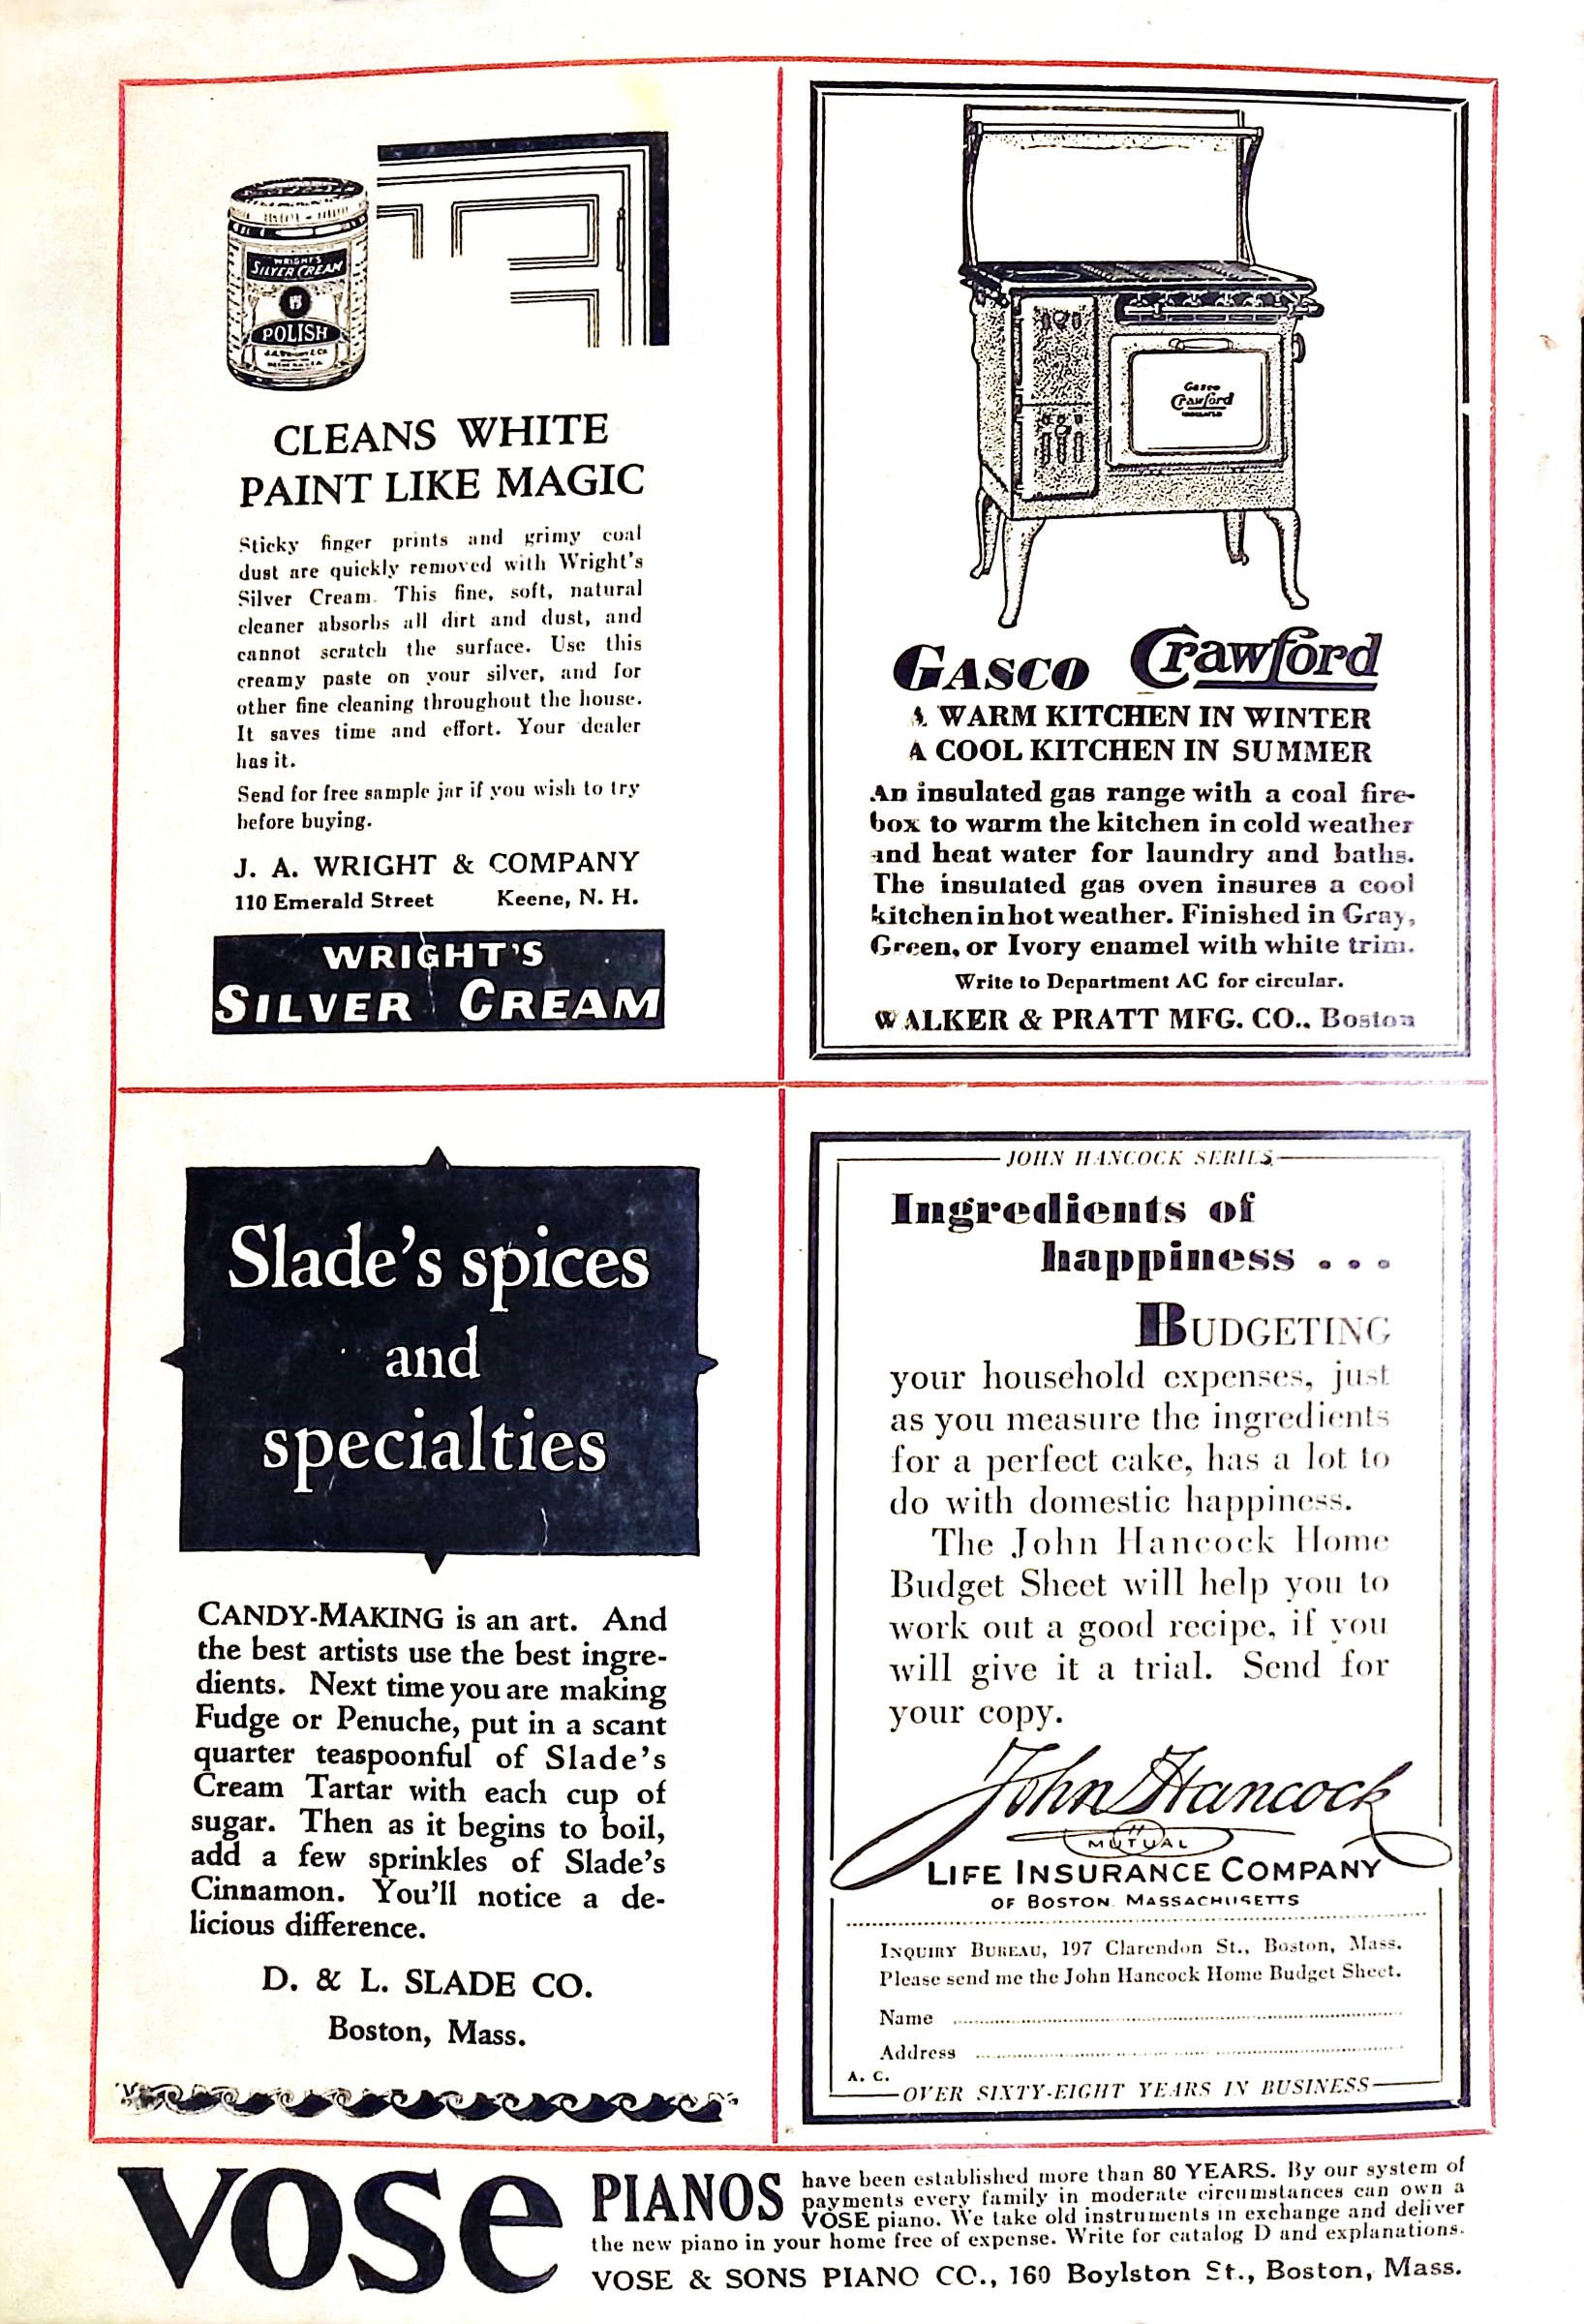 WRIGHT'S
SILVER CREAM
POLISH
CLEANS WHITE
PAINT LIKE MAGIC
Sticky finger prints and grimy coal
dust are quickly removed with Wright's
Silver Cream. This fine, soft, natural
cleaner absorbs all dirt and dust, and
cannot scratch the surface. Use this
creamy paste on your silver, and for
other fine cleaning throughout the house.
It saves time and effort. Your dealer
has it.
Send for free sample jar if you wish to try
before buying.
J. A. WRIGHT & COMPANY
110 Emerald Street Keene, N. H.
WRIGHT'S
SILVER CREAM
Gasco
Crawford
INSULATED
GASCO Crawford
A WARM KITCHEN IN WINTER
A COOL KITCHEN IN SUMMER
An insulated gas range with a coal fire-
box to warm the kitchen in cold weather
and heat water for laundry and baths.
The insulated gas oven insures a cool
kitchen in hot weather. Finished in Gray,
Green, or Ivory enamel with white trim.
Write to Department AC for circular.
WALKER & PRATT MFG. CO., Boston
Slade's spices
and
specialties
CANDY-MAKING is an art. And
the best artists use the best ingre-
dients. Next time you are making
Fudge or Penuche, put in a scant
quarter teaspoonful of Slade's
Cream Tartar with each cup of
sugar. Then as it begins to boil,
add a few sprinkles of Slade's
Cinnamon. You'll notice a de-
licious difference.
D. & L. SLADE CO.
Boston, Mass.
JOHN HANCOCK SERIES
Ingredients of
happiness . . .
BUDGETING
your household expenses, just
as you measure the ingredients
for a perfect cake, has a lot to
do with domestic happiness.
The John Hancock Home
Budget Sheet will help you to
work out a good recipe, if you
will give it a trial. Send for
your copy.
John Hancock
MUTUAL
LIFE INSURANCE COMPANY
OF BOSTON, MASSACHUSETTS
INQUIRY BUREAU, 197 Clarendon St., Boston, Mass.
Please send me the John Hancock Home Budget Sheet.
Name
Address
A. C.
OVER SIXTY-EIGHT YEARS IN BUSINESS
VOSE PIANOS have been established more than 80 YEARS. By our system of
payments every family in moderate circumstances can own a
VOSE piano. We take old instruments in exchange and deliver
the new piano in your home free of expense. Write for catalog D and explanations.
VOSE & SONS PIANO CO., 160 Boylston St., Boston, Mass.